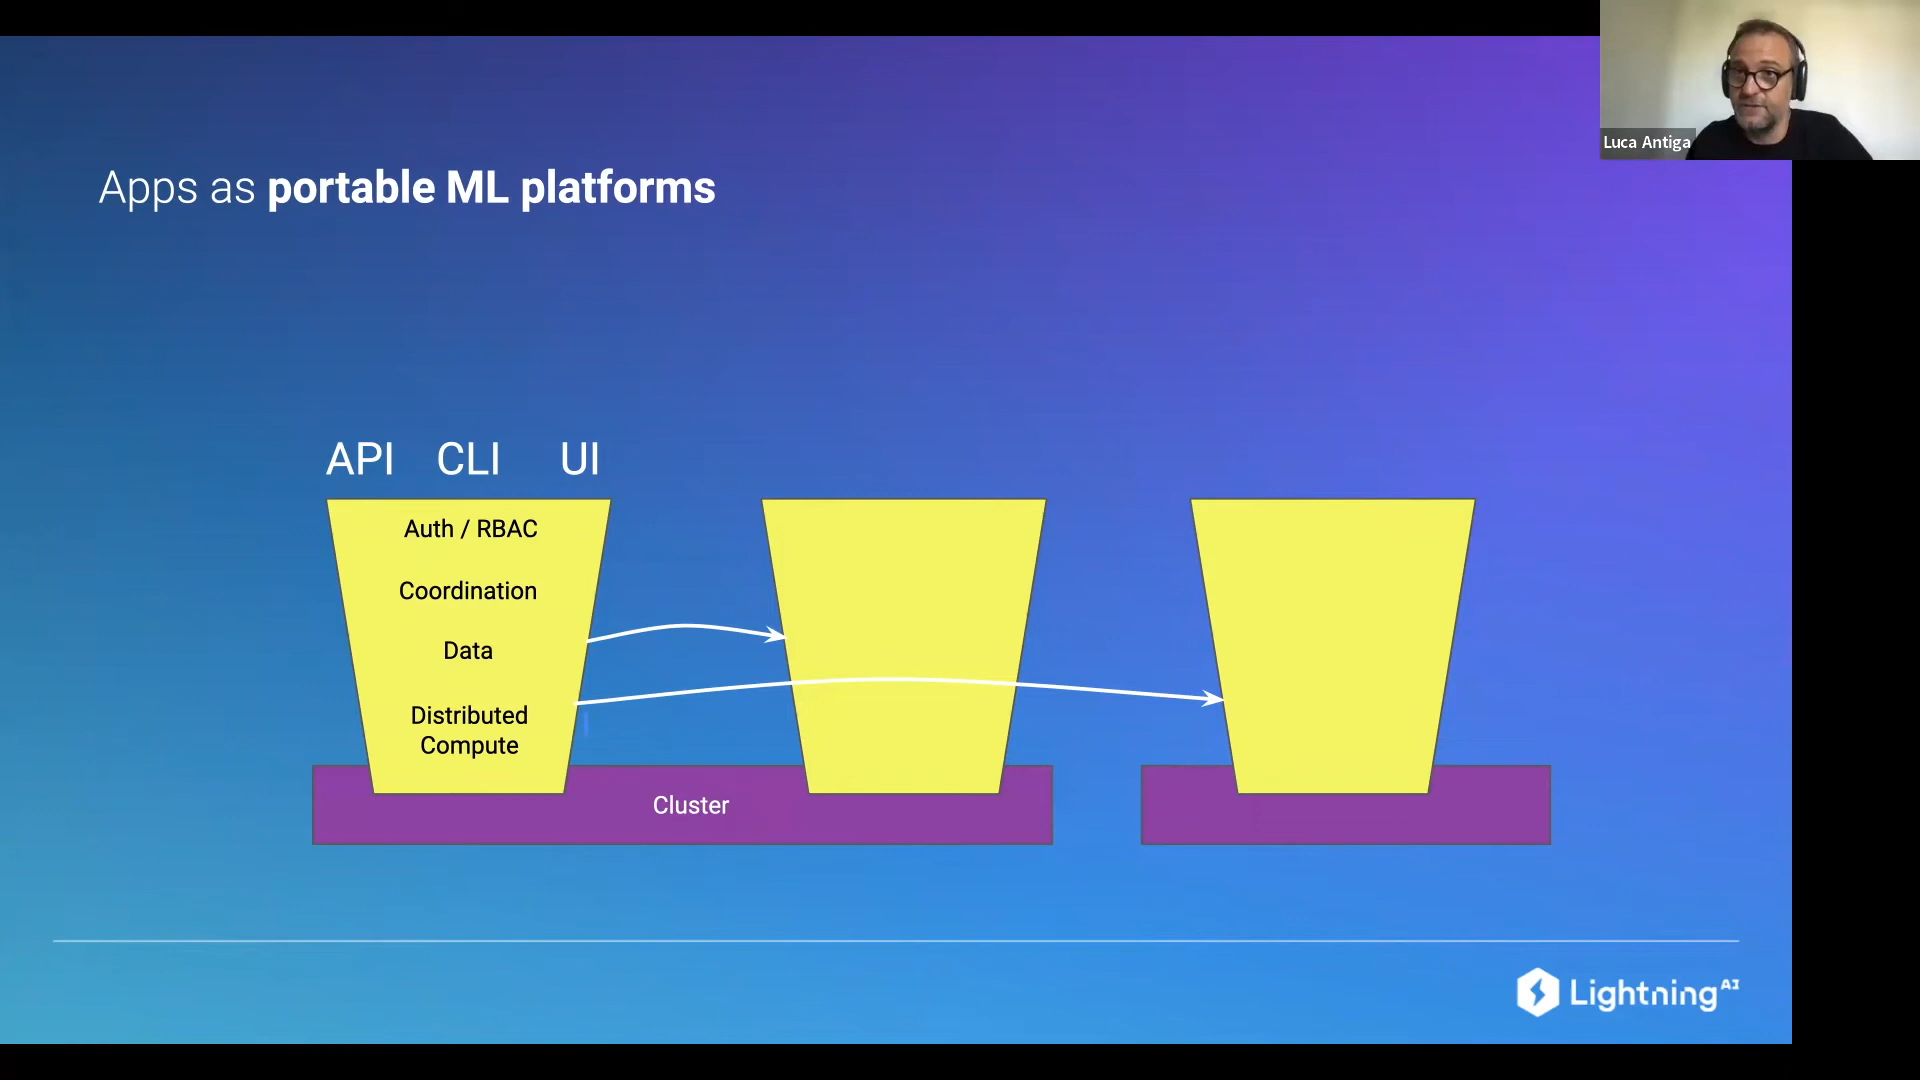 Luca Antiga
Apps as portable ML platforms
API CLI UI
Auth / RBAC
Coordination
Data
Distributed
Compute
Cluster
Lightning AI